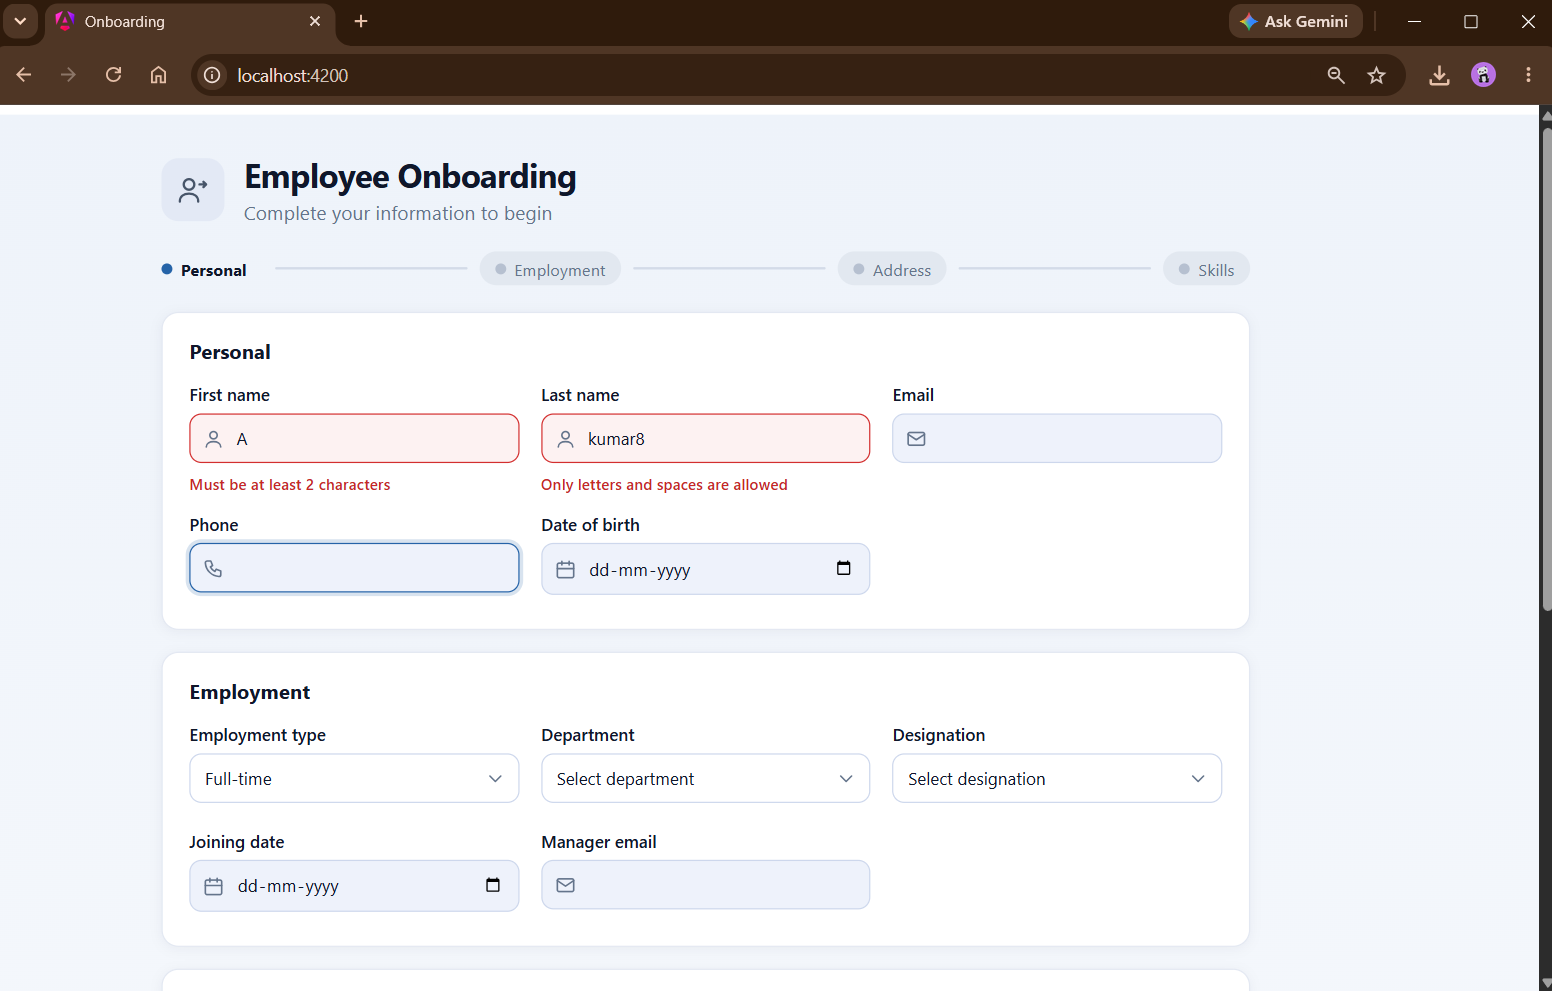 Onboarding
Ask Gemini
localhost:4200
Employee Onboarding
Complete your information to begin
Personal
Employment
Address
Skills
Personal
First name
Last name
Email
A
kumar8
Must be at least 2 characters
Only letters and spaces are allowed
Phone
Date of birth
dd-mm-yyyy
Employment
Employment type
Department
Designation
Full-time
Select department
Select designation
Joining date
Manager email
dd-mm-yyyy